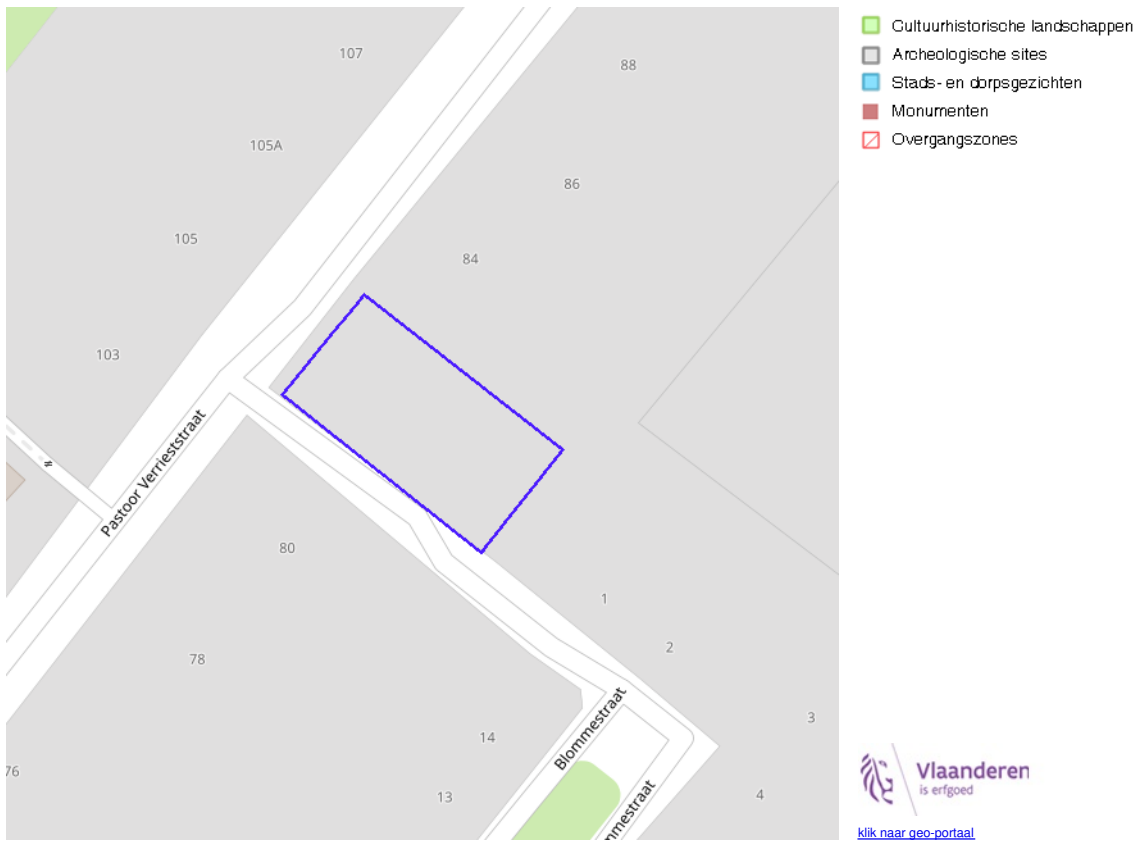 107
88
105A
86
105
84
103
Pastoor Verrieststraat
80
1
2
78
3
14
Blommestraat
76
13
mmestraat
4
Cultuurhistorische landschappen
Archeologische sites
Stads- en dorpsgezichten
Monumenten
Overgangszones
Vlaanderen
is erfgoed
klik naar geo-portaal